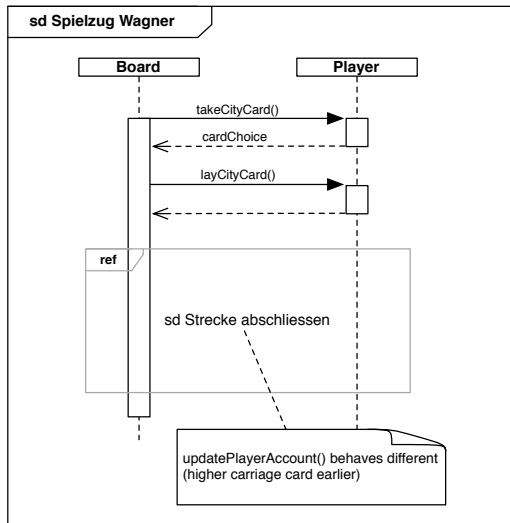 sd Spielzug Wagner
Board
Player
takeCityCard()
cardChoice
layCityCard()
ref
sd Strecke abschliessen
updatePlayerAccount() behaves different
(higher carriage card earlier)